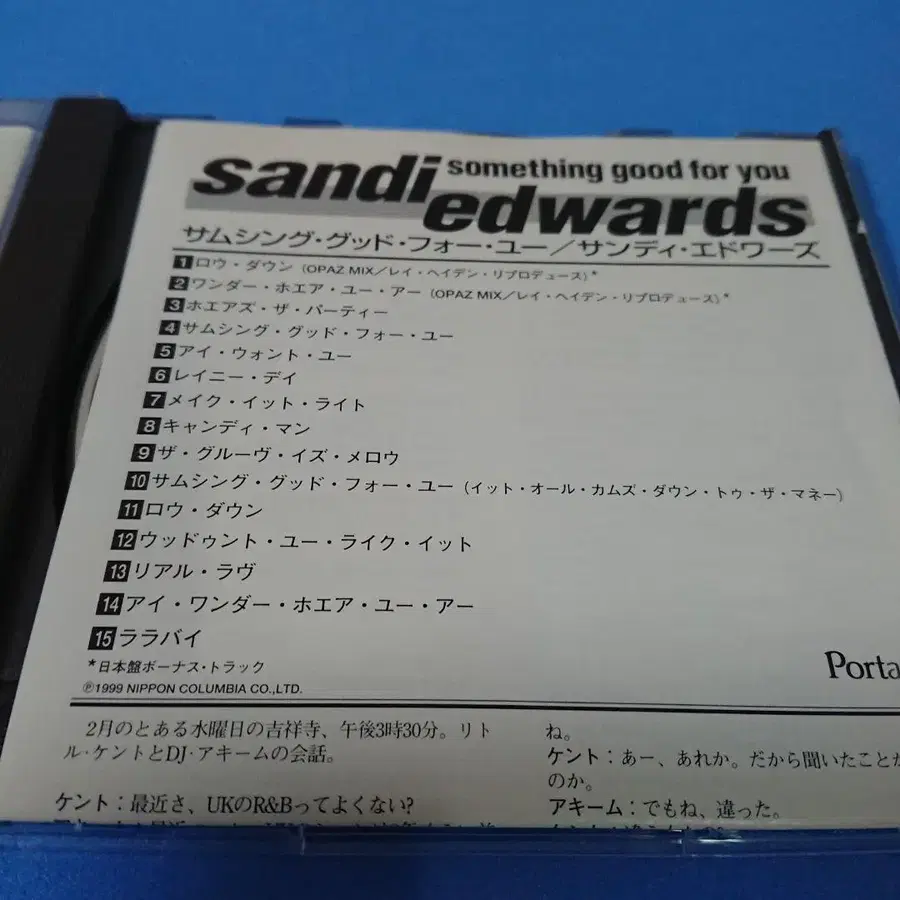 sandi something good for you
edwards
サムシング・グッド・フォー・ユー／サンディ・エドワーズ
1 ロウ・ダウン（OPAZ MIX／レイ・ヘイデン・リプロデュース）*
2 ワンダー・ホエア・ユー・アー（OPAZ MIX／レイ・ヘイデン・リプロデュース）*
3 ホエアズ・ザ・パーティー
4 サムシング・グッド・フォー・ユー
5 アイ・ウォント・ユー
6 レイニー・デイ
7 メイク・イット・ライト
8 キャンディ・マン
9 ザ・グルーヴ・イズ・メロウ
10 サムシング・グッド・フォー・ユー（イット・オール・カムズ・ダウン・トゥ・ザ・マネー）
11 ロウ・ダウン
12 ウッドゥント・ユー・ライク・イット
13 リアル・ラヴ
14 アイ・ワンダー・ホエア・ユー・アー
15 ララバイ
*日本盤ボーナス・トラック
Porta
Ⓟ1999 NIPPON COLUMBIA CO.,LTD.
2月のとある水曜日の吉祥寺、午後3時30分。リト
ル・ケントとDJ・アキームの会話。
ケント：最近さ、UKのR&Bってよくない?
ね。
ケント：あー、あれか。だから聞いたことが
のか。
アキーム：でもね、違った。